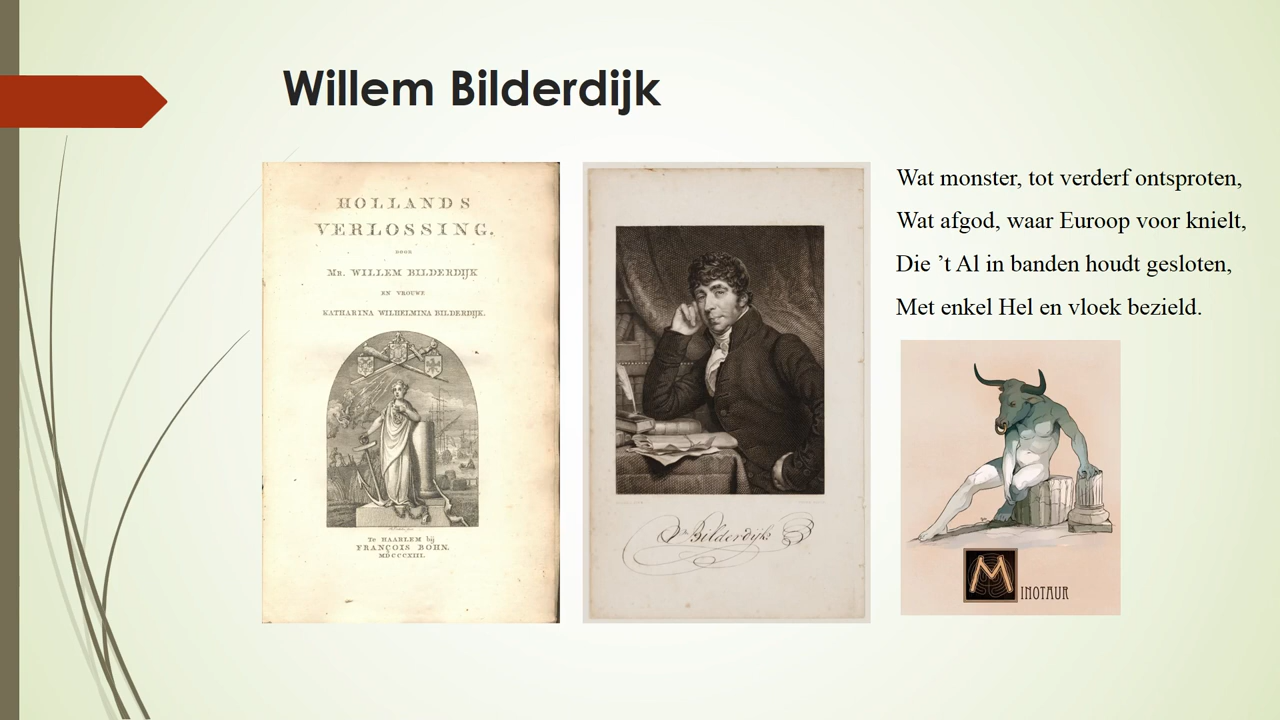 Willem Bilderdijk
HOLLANDS
VERLOSSING.
DOOR
MR. WILLEM BILDERDIJK
EN VROUWE
KATHARINA WILHELMINA BILDERDIJK.
Te HAARLEM bij
FRANÇOIS BOHN.
MDCCCXIII.
Bilderdijk
Wat monster, tot verderf ontsproten,
Wat afgod, waar Euroop voor knielt,
Die ’t Al in banden houdt gesloten,
Met enkel Hel en vloek bezield.
MINOTAUR